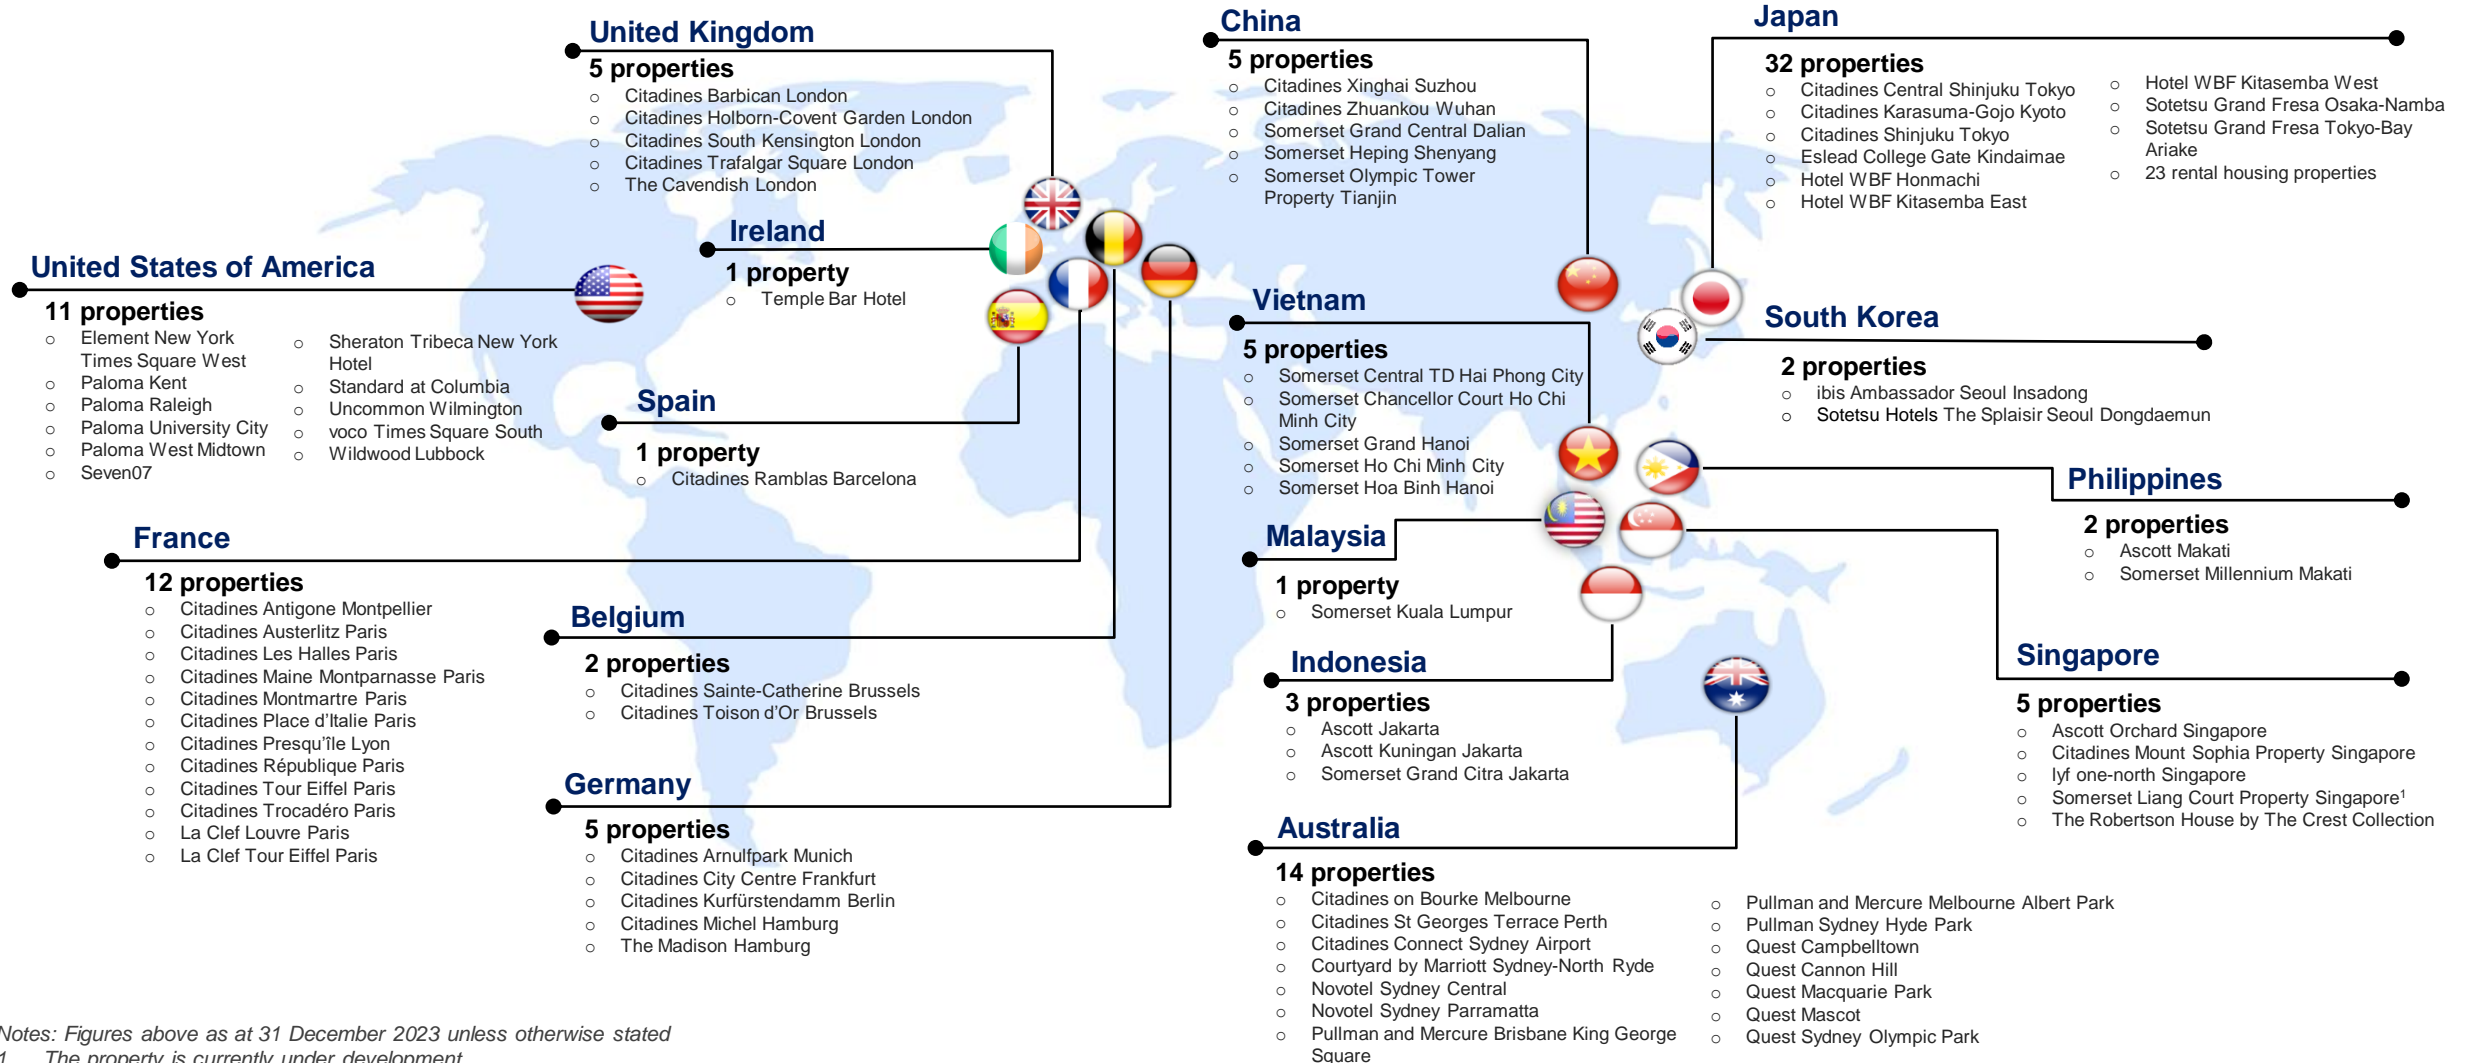 United Kingdom
5 properties
o Citadines Barbican London
o Citadines Holborn-Covent Garden London
o Citadines South Kensington London
o Citadines Trafalgar Square London
o The Cavendish London
China
5 properties
o Citadines Xinghai Suzhou
o Citadines Zhuankou Wuhan
o Somerset Grand Central Dalian
o Somerset Heping Shenyang
o Somerset Olympic Tower
Property Tianjin
Japan
32 properties
o Citadines Central Shinjuku Tokyo
o Citadines Karasuma-Gojo Kyoto
o Citadines Shinjuku Tokyo
o Eslead College Gate Kindaimae
o Hotel WBF Honmachi
o Hotel WBF Kitasemba East
o Hotel WBF Kitasemba West
o Sotetsu Grand Fresa Osaka-Namba
o Sotetsu Grand Fresa Tokyo-Bay
Ariake
o 23 rental housing properties
Ireland
1 property
o Temple Bar Hotel
United States of America
11 properties
o Element New York
Times Square West
o Paloma Kent
o Paloma Raleigh
o Paloma University City
o Paloma West Midtown
o Seven07
o Sheraton Tribeca New York
Hotel
o Standard at Columbia
o Uncommon Wilmington
o voco Times Square South
o Wildwood Lubbock
Spain
1 property
o Citadines Ramblas Barcelona
Vietnam
5 properties
o Somerset Central TD Hai Phong City
o Somerset Chancellor Court Ho Chi
Minh City
o Somerset Grand Hanoi
o Somerset Ho Chi Minh City
o Somerset Hoa Binh Hanoi
South Korea
2 properties
o ibis Ambassador Seoul Insadong
o Sotetsu Hotels The Splaisir Seoul Dongdaemun
Philippines
2 properties
o Ascott Makati
o Somerset Millennium Makati
France
12 properties
o Citadines Antigone Montpellier
o Citadines Austerlitz Paris
o Citadines Les Halles Paris
o Citadines Maine Montparnasse Paris
o Citadines Montmartre Paris
o Citadines Place d’Italie Paris
o Citadines Presqu’île Lyon
o Citadines République Paris
o Citadines Tour Eiffel Paris
o Citadines Trocadéro Paris
o La Clef Louvre Paris
o La Clef Tour Eiffel Paris
Belgium
2 properties
o Citadines Sainte-Catherine Brussels
o Citadines Toison d’Or Brussels
Germany
5 properties
o Citadines Arnulfpark Munich
o Citadines City Centre Frankfurt
o Citadines Kurfürstendamm Berlin
o Citadines Michel Hamburg
o The Madison Hamburg
Malaysia
1 property
o Somerset Kuala Lumpur
Indonesia
3 properties
o Ascott Jakarta
o Ascott Kuningan Jakarta
o Somerset Grand Citra Jakarta
Singapore
5 properties
o Ascott Orchard Singapore
o Citadines Mount Sophia Property Singapore
o lyf one-north Singapore
o Somerset Liang Court Property Singapore¹
o The Robertson House by The Crest Collection
Australia
14 properties
o Citadines on Bourke Melbourne
o Citadines St Georges Terrace Perth
o Citadines Connect Sydney Airport
o Courtyard by Marriott Sydney-North Ryde
o Novotel Sydney Central
o Novotel Sydney Parramatta
o Pullman and Mercure Brisbane King George
Square
o Pullman and Mercure Melbourne Albert Park
o Pullman Sydney Hyde Park
o Quest Campbelltown
o Quest Cannon Hill
o Quest Macquarie Park
o Quest Mascot
o Quest Sydney Olympic Park
Notes: Figures above as at 31 December 2023 unless otherwise stated
1. The property is currently under development